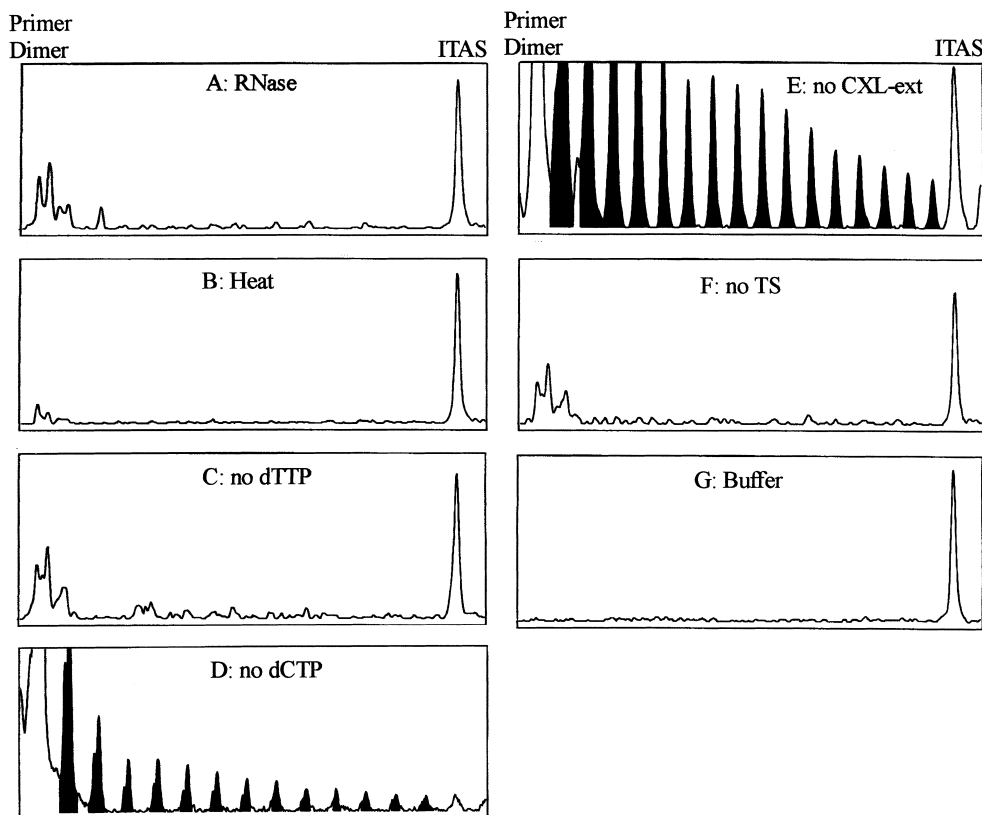 Primer
Dimer
ITAS
A: RNase
B: Heat
C: no dTTP
D: no dCTP
Primer
Dimer
ITAS
E: no CXL-ext
F: no TS
G: Buffer